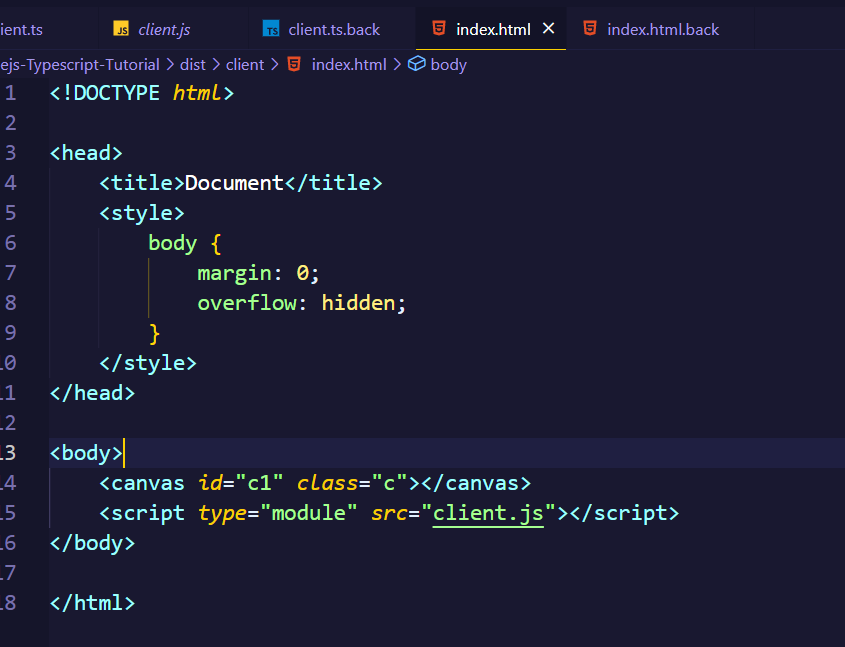 ient.ts JS client.js TS client.ts.back 5 index.html × 5 index.html.back
ejs-Typescript-Tutorial > dist > client > 5 index.html > body
1 <!DOCTYPE html>
2
3 <head>
4     <title>Document</title>
5     <style>
6         body {
7             margin: 0;
8             overflow: hidden;
9         }
10     </style>
11 </head>
12
13 <body>
14     <canvas id="c1" class="c"></canvas>
15     <script type="module" src="client.js"></script>
16 </body>
17
18 </html>